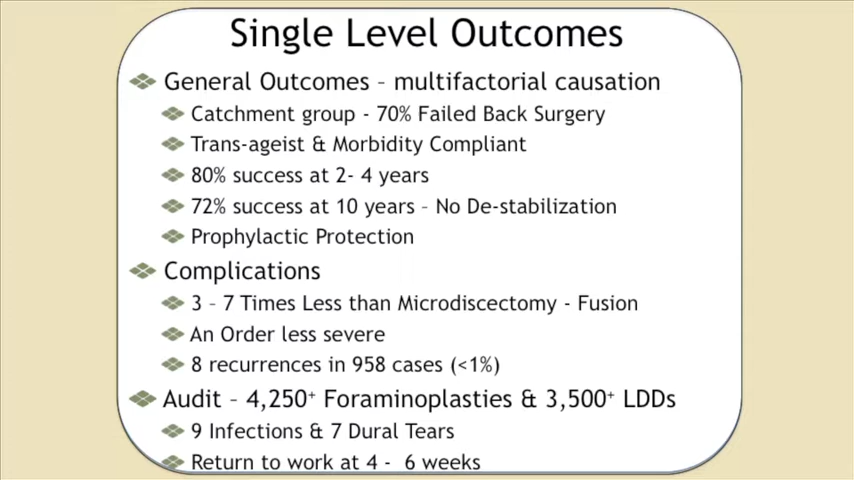 Single Level Outcomes
General Outcomes – multifactorial causation
Catchment group - 70% Failed Back Surgery
Trans-ageist & Morbidity Compliant
80% success at 2- 4 years
72% success at 10 years – No De-stabilization
Prophylactic Protection
Complications
3 – 7 Times Less than Microdiscectomy - Fusion
An Order less severe
8 recurrences in 958 cases (<1%)
Audit – 4,250⁺ Foraminoplasties & 3,500⁺ LDDs
9 Infections & 7 Dural Tears
Return to work at 4 -  6 weeks